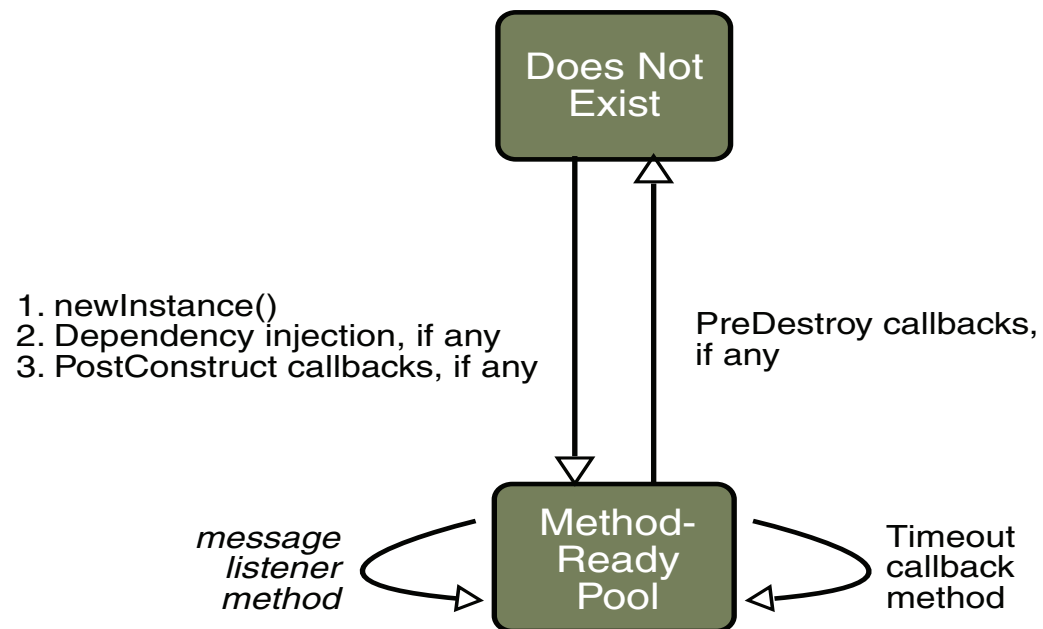 Does Not
Exist
1. newInstance()
2. Dependency injection, if any
3. PostConstruct callbacks, if any
PreDestroy callbacks,
if any
message
listener
method
Method-
Ready
Pool
Timeout
callback
method